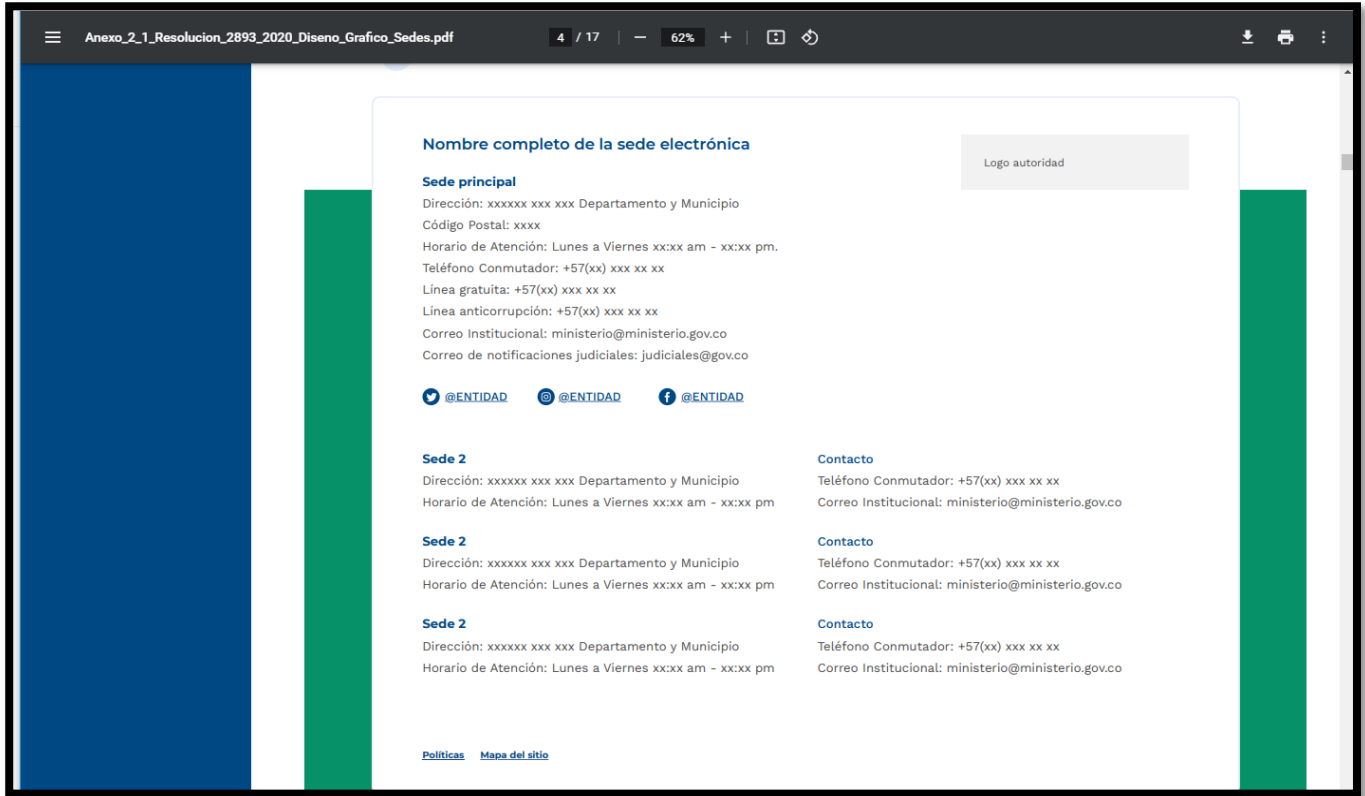 Anexo_2_1_Resolucion_2893_2020_Diseno_Grafico_Sedes.pdf
4 / 17
62%
Nombre completo de la sede electrónica
Logo autoridad
Sede principal
Dirección: xxxxxx xxx xxx Departamento y Municipio
Código Postal: xxxx
Horario de Atención: Lunes a Viernes xx:xx am - xx:xx pm.
Teléfono Conmutador: +57(xx) xxx xx xx
Línea gratuita: +57(xx) xxx xx xx
Línea anticorrupción: +57(xx) xxx xx xx
Correo Institucional: ministerio@ministerio.gov.co
Correo de notificaciones judiciales: judiciales@gov.co
@ENTIDAD @ENTIDAD @ENTIDAD
Sede 2
Dirección: xxxxxx xxx xxx Departamento y Municipio
Horario de Atención: Lunes a Viernes xx:xx am - xx:xx pm
Contacto
Teléfono Conmutador: +57(xx) xxx xx xx
Correo Institucional: ministerio@ministerio.gov.co
Sede 2
Dirección: xxxxxx xxx xxx Departamento y Municipio
Horario de Atención: Lunes a Viernes xx:xx am - xx:xx pm
Contacto
Teléfono Conmutador: +57(xx) xxx xx xx
Correo Institucional: ministerio@ministerio.gov.co
Sede 2
Dirección: xxxxxx xxx xxx Departamento y Municipio
Horario de Atención: Lunes a Viernes xx:xx am - xx:xx pm
Contacto
Teléfono Conmutador: +57(xx) xxx xx xx
Correo Institucional: ministerio@ministerio.gov.co
Políticas Mapa del sitio